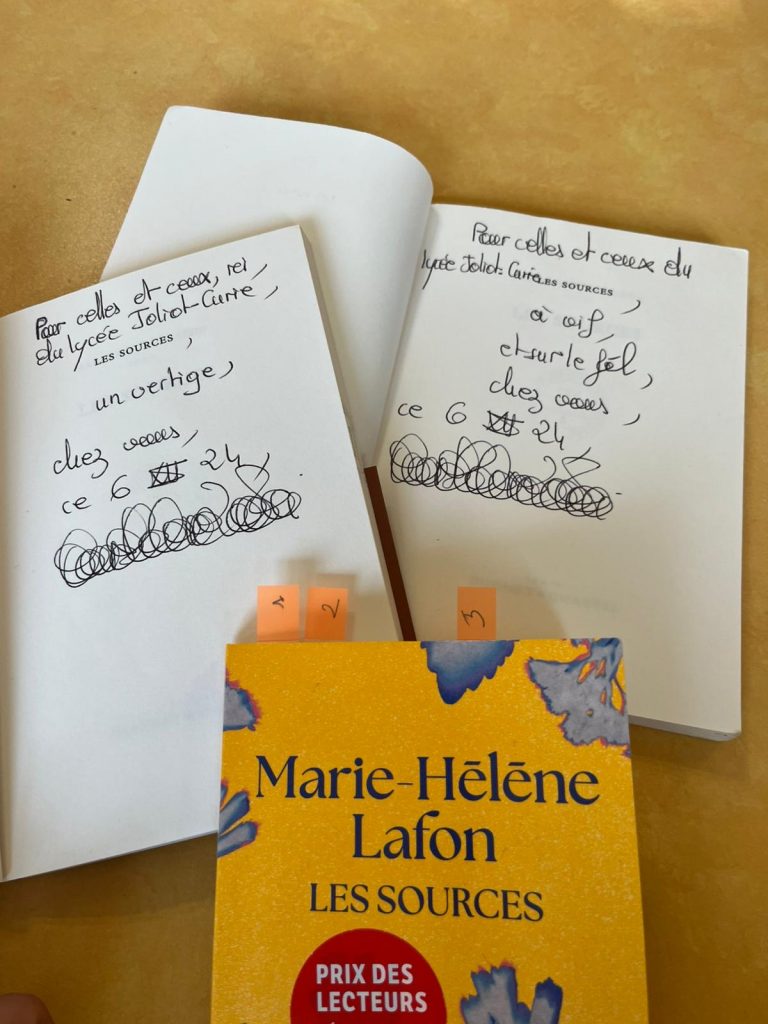 Pour celles et ceux, ici,
du lycée Joliot-Curie,
LES SOURCES,
un vertige,
chez vous,
ce 6 XII 24,
Pour celles et ceux du
lycée Joliot-Curie
LES SOURCES,
à vif,
et sur le fil,
chez vous,
ce 6 XII 24,
1 2 3
Marie-Hélène
Lafon
LES SOURCES
PRIX DES
LECTEURS